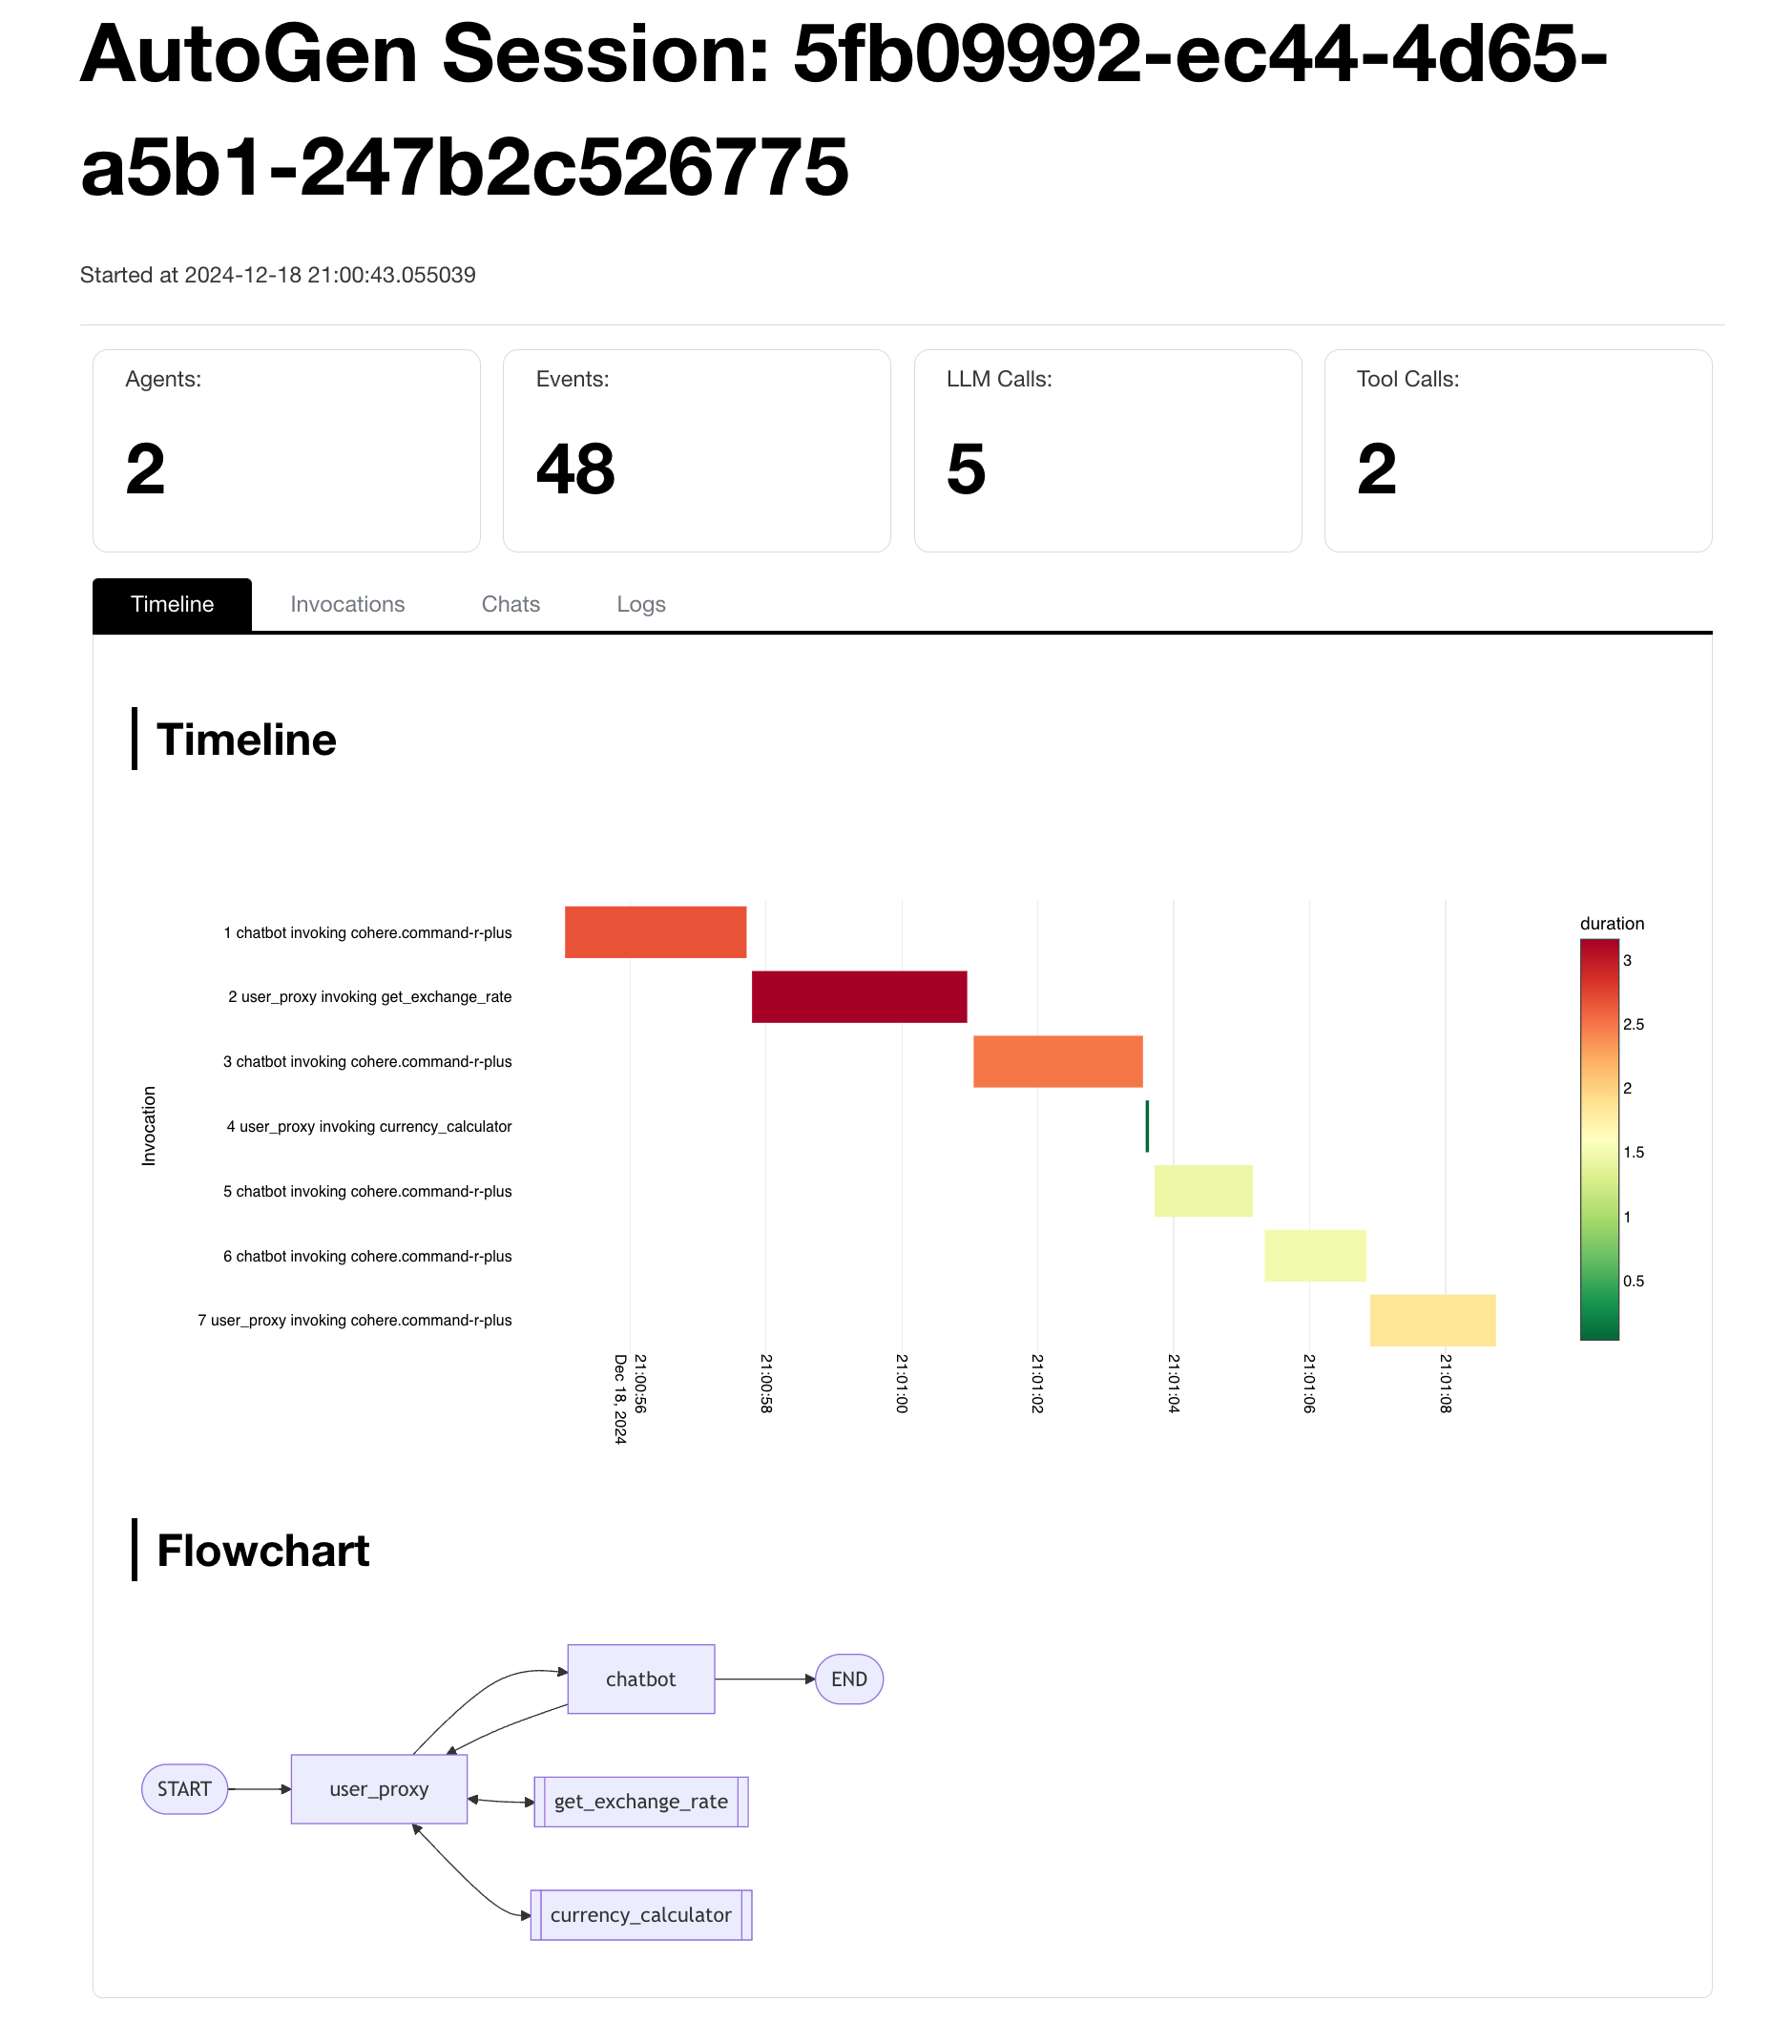 AutoGen Session: 5fb09992-ec44-4d65-
a5b1-247b2c526775
Started at 2024-12-18 21:00:43.055039
Agents:
2
Events:
48
LLM Calls:
5
Tool Calls:
2
Timeline
Invocations
Chats
Logs
Timeline
Invocation
1 chatbot invoking cohere.command-r-plus
2 user_proxy invoking get_exchange_rate
3 chatbot invoking cohere.command-r-plus
4 user_proxy invoking currency_calculator
5 chatbot invoking cohere.command-r-plus
6 chatbot invoking cohere.command-r-plus
7 user_proxy invoking cohere.command-r-plus
21:00:56
Dec 18, 2024
21:00:58
21:01:00
21:01:02
21:01:04
21:01:06
21:01:08
duration
3
2.5
2
1.5
1
0.5
Flowchart
chatbot
END
START
user_proxy
get_exchange_rate
currency_calculator